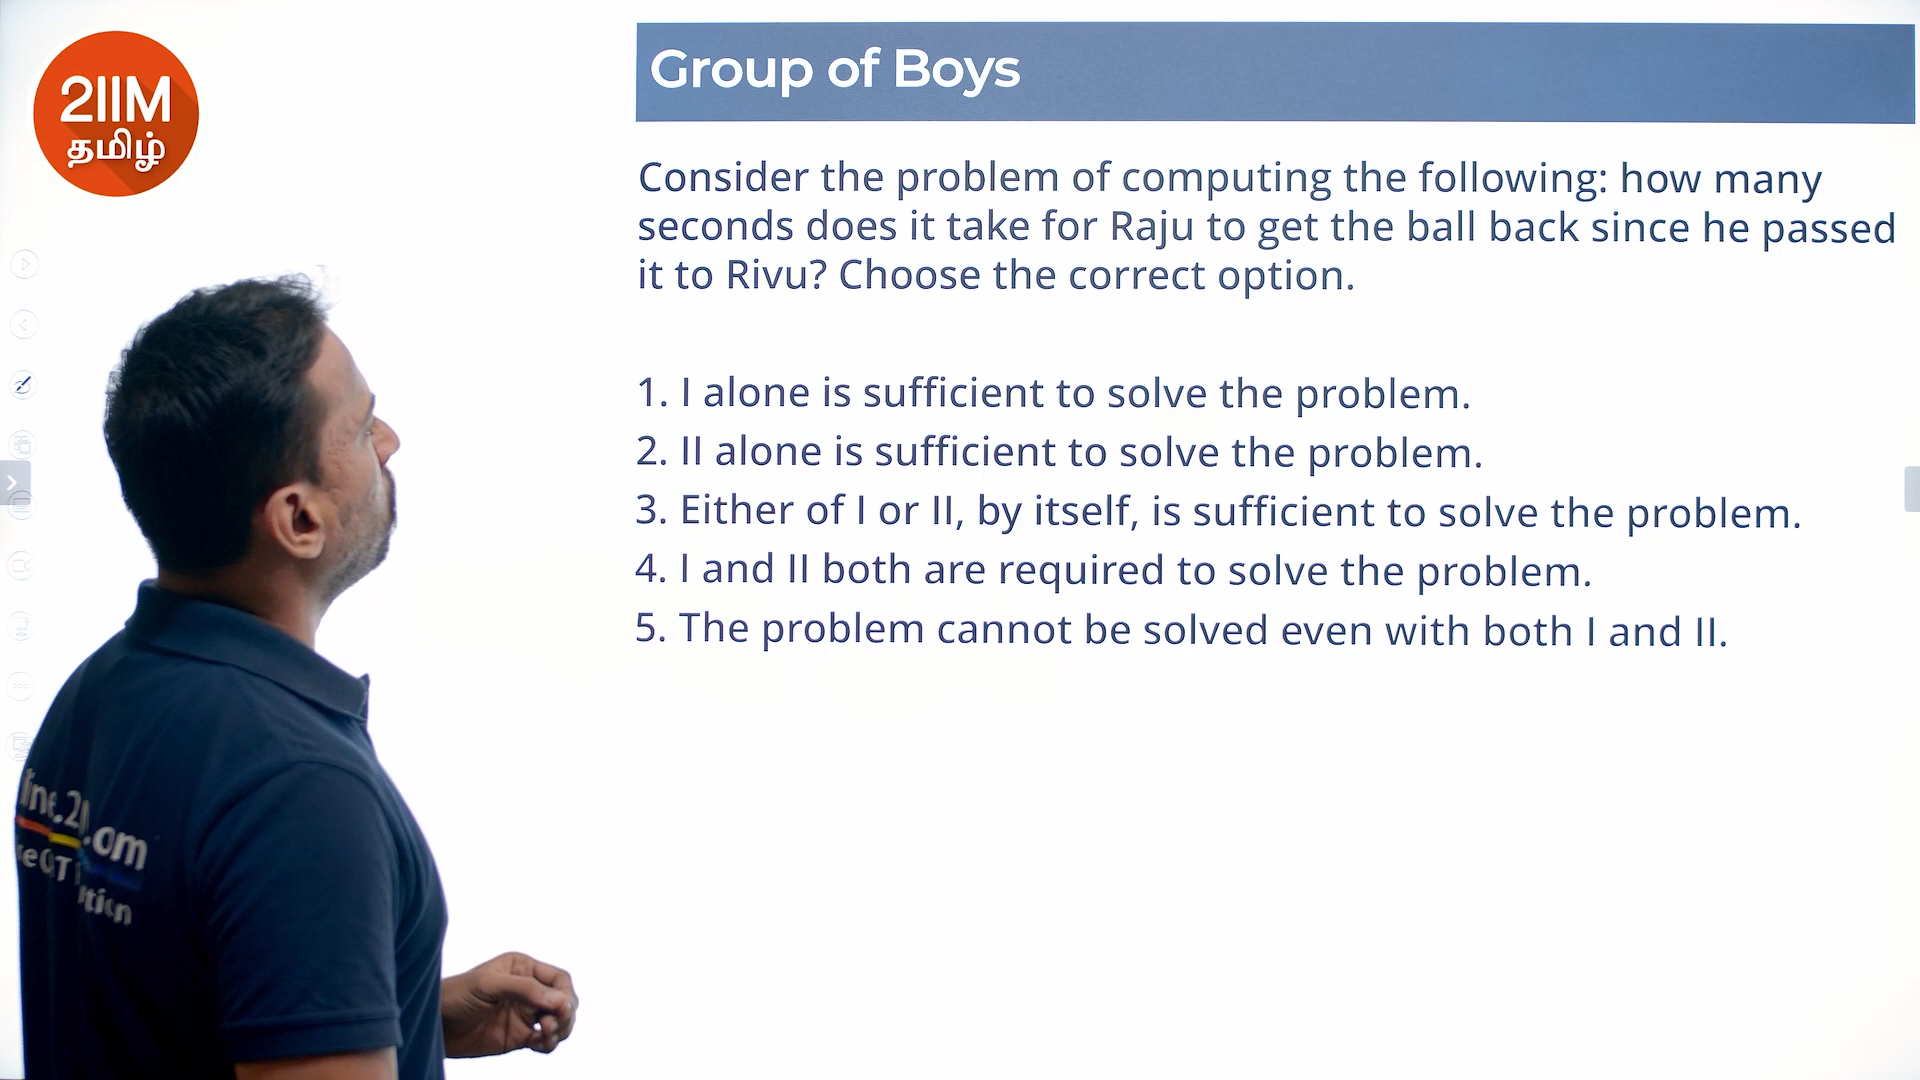 2IIM
தமிழ்
Group of Boys
Consider the problem of computing the following: how many
seconds does it take for Raju to get the ball back since he passed
it to Rivu? Choose the correct option.
1. I alone is sufficient to solve the problem.
2. II alone is sufficient to solve the problem.
3. Either of I or II, by itself, is sufficient to solve the problem.
4. I and II both are required to solve the problem.
5. The problem cannot be solved even with both I and II.